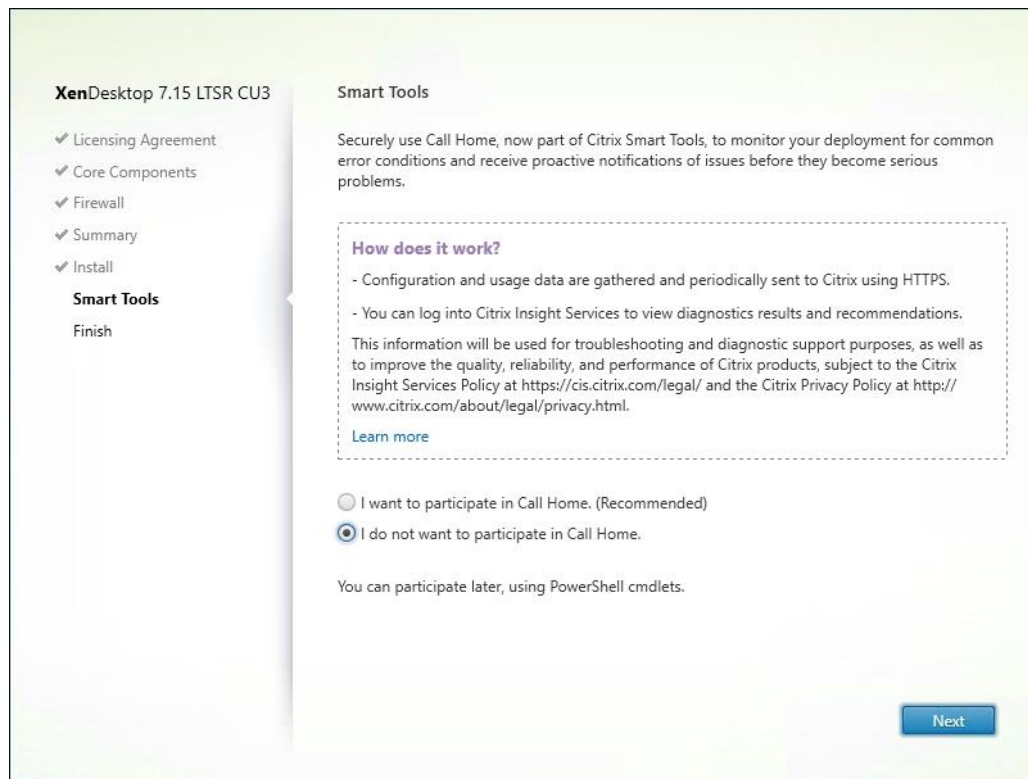 XenDesktop 7.15 LTSR CU3
Licensing Agreement
Core Components
Firewall
Summary
Install
Smart Tools
Finish
Smart Tools
Securely use Call Home, now part of Citrix Smart Tools, to monitor your deployment for common
error conditions and receive proactive notifications of issues before they become serious
problems.
How does it work?
- Configuration and usage data are gathered and periodically sent to Citrix using HTTPS.
- You can log into Citrix Insight Services to view diagnostics results and recommendations.
This information will be used for troubleshooting and diagnostic support purposes, as well as
to improve the quality, reliability, and performance of Citrix products, subject to the Citrix
Insight Services Policy at https://cis.citrix.com/legal/ and the Citrix Privacy Policy at http://
www.citrix.com/about/legal/privacy.html.
Learn more
I want to participate in Call Home. (Recommended)
I do not want to participate in Call Home.
You can participate later, using PowerShell cmdlets.
Next